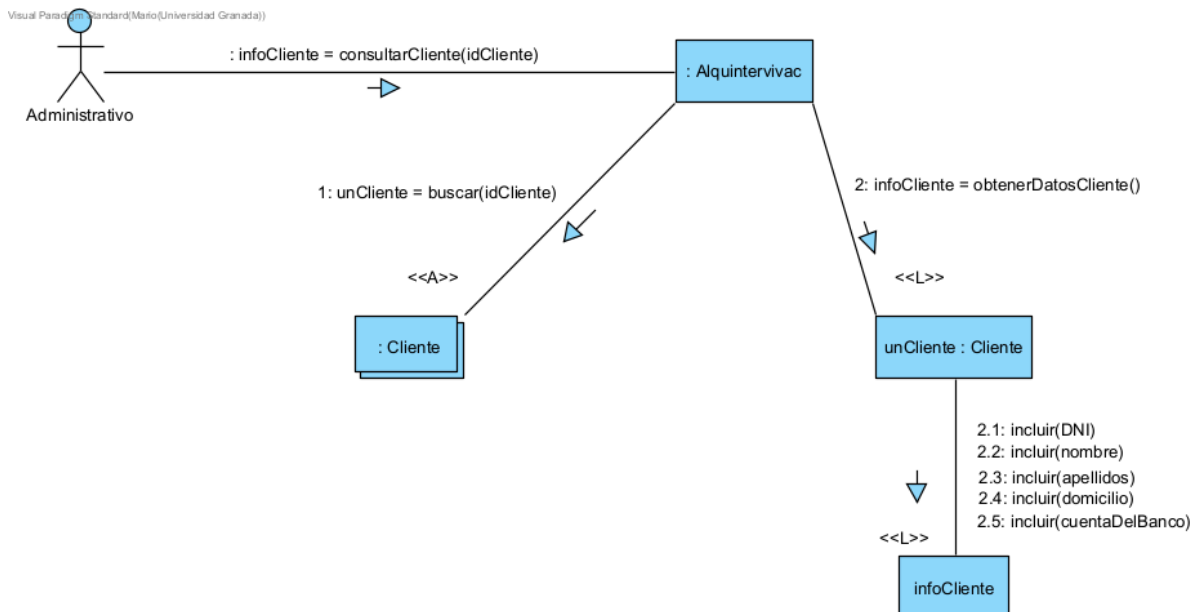 Visual Paradigm Standard(Mario(Universidad Granada))
: infoCliente = consultarCliente(idCliente)
: Alquintervivac
Administrativo
1: unCliente = buscar(idCliente)
2: infoCliente = obtenerDatosCliente()
<<A>>
<<L>>
: Cliente
unCliente : Cliente
2.1: incluir(DNI)
2.2: incluir(nombre)
2.3: incluir(apellidos)
2.4: incluir(domicilio)
2.5: incluir(cuentaDelBanco)
<<L>>
infoCliente